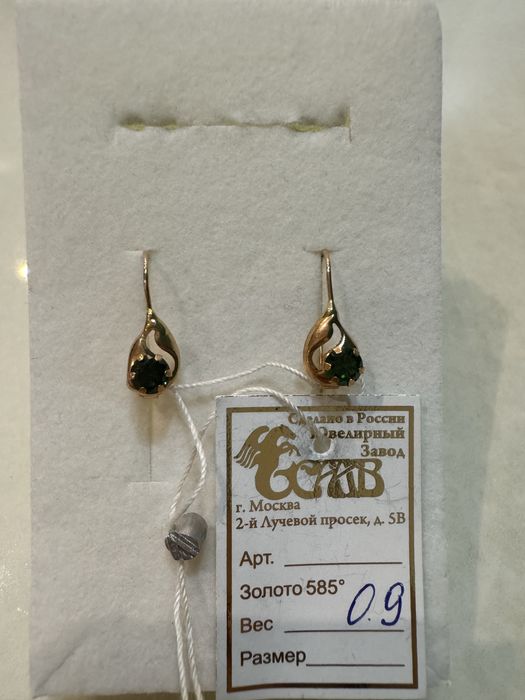 Сделано в России
Ювелирный
Завод
г. Москва
2-й Лучевой просек, д. 5В
Арт.
Золото 585°
Вес 0.9
Размер